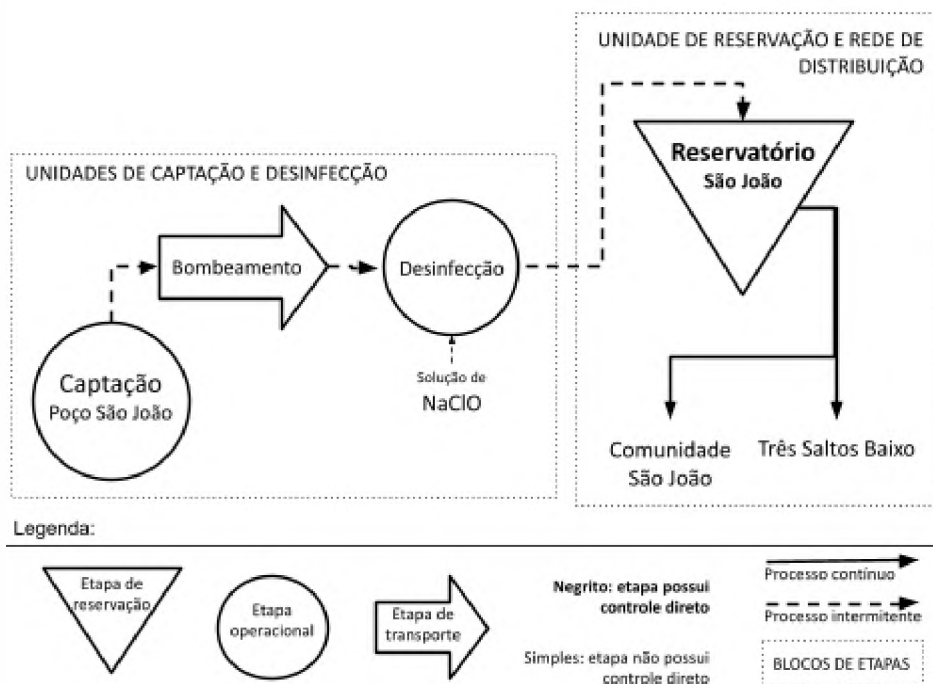 UNIDADE DE RESERVAÇÃO E REDE DE
DISTRIBUIÇÃO
Reservatório
São João
UNIDADES DE CAPTAÇÃO E DESINFECÇÃO
Bombeamento
Desinfecção
Captação
Poço São João
Solução de
NaClO
Comunidade
São João
Três Saltos Baixo
Legenda:
Etapa de
reservação
Etapa
operacional
Etapa de
transporte
Negrito: etapa possui
controle direto
Simples: etapa não possui
controle direto
Processo contínuo
Processo intermitente
BLOCOS DE ETAPAS